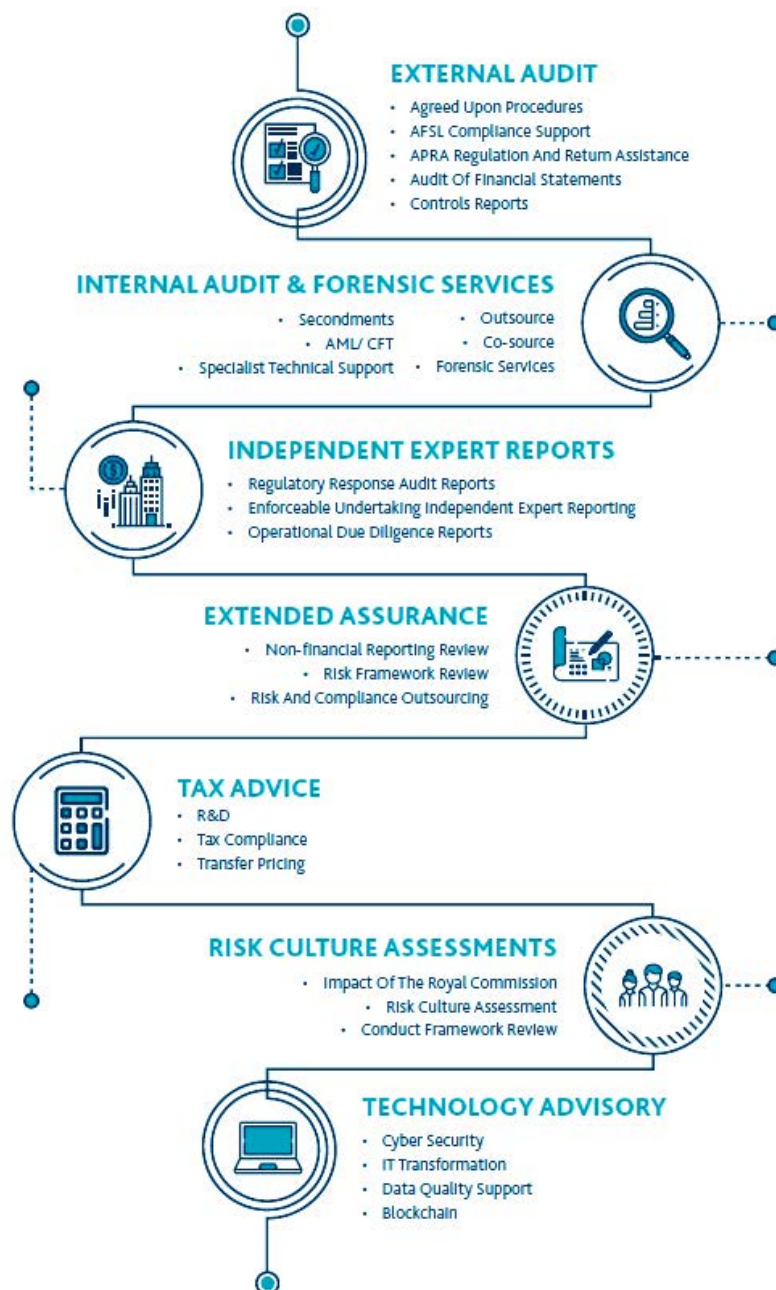 EXTERNAL AUDIT
• Agreed Upon Procedures
• AFSL Compliance Support
• APRA Regulation And Return Assistance
• Audit Of Financial Statements
• Controls Reports
INTERNAL AUDIT & FORENSIC SERVICES
• Secondments
• AML/ CFT
• Specialist Technical Support
• Outsource
• Co-source
• Forensic Services
$
INDEPENDENT EXPERT REPORTS
• Regulatory Response Audit Reports
• Enforceable Undertaking Independent Expert Reporting
• Operational Due Diligence Reports
EXTENDED ASSURANCE
• Non-financial Reporting Review
• Risk Framework Review
• Risk And Compliance Outsourcing
TAX ADVICE
• R&D
• Tax Compliance
• Transfer Pricing
RISK CULTURE ASSESSMENTS
• Impact Of The Royal Commission
• Risk Culture Assessment
• Conduct Framework Review
TECHNOLOGY ADVISORY
• Cyber Security
• IT Transformation
• Data Quality Support
• Blockchain